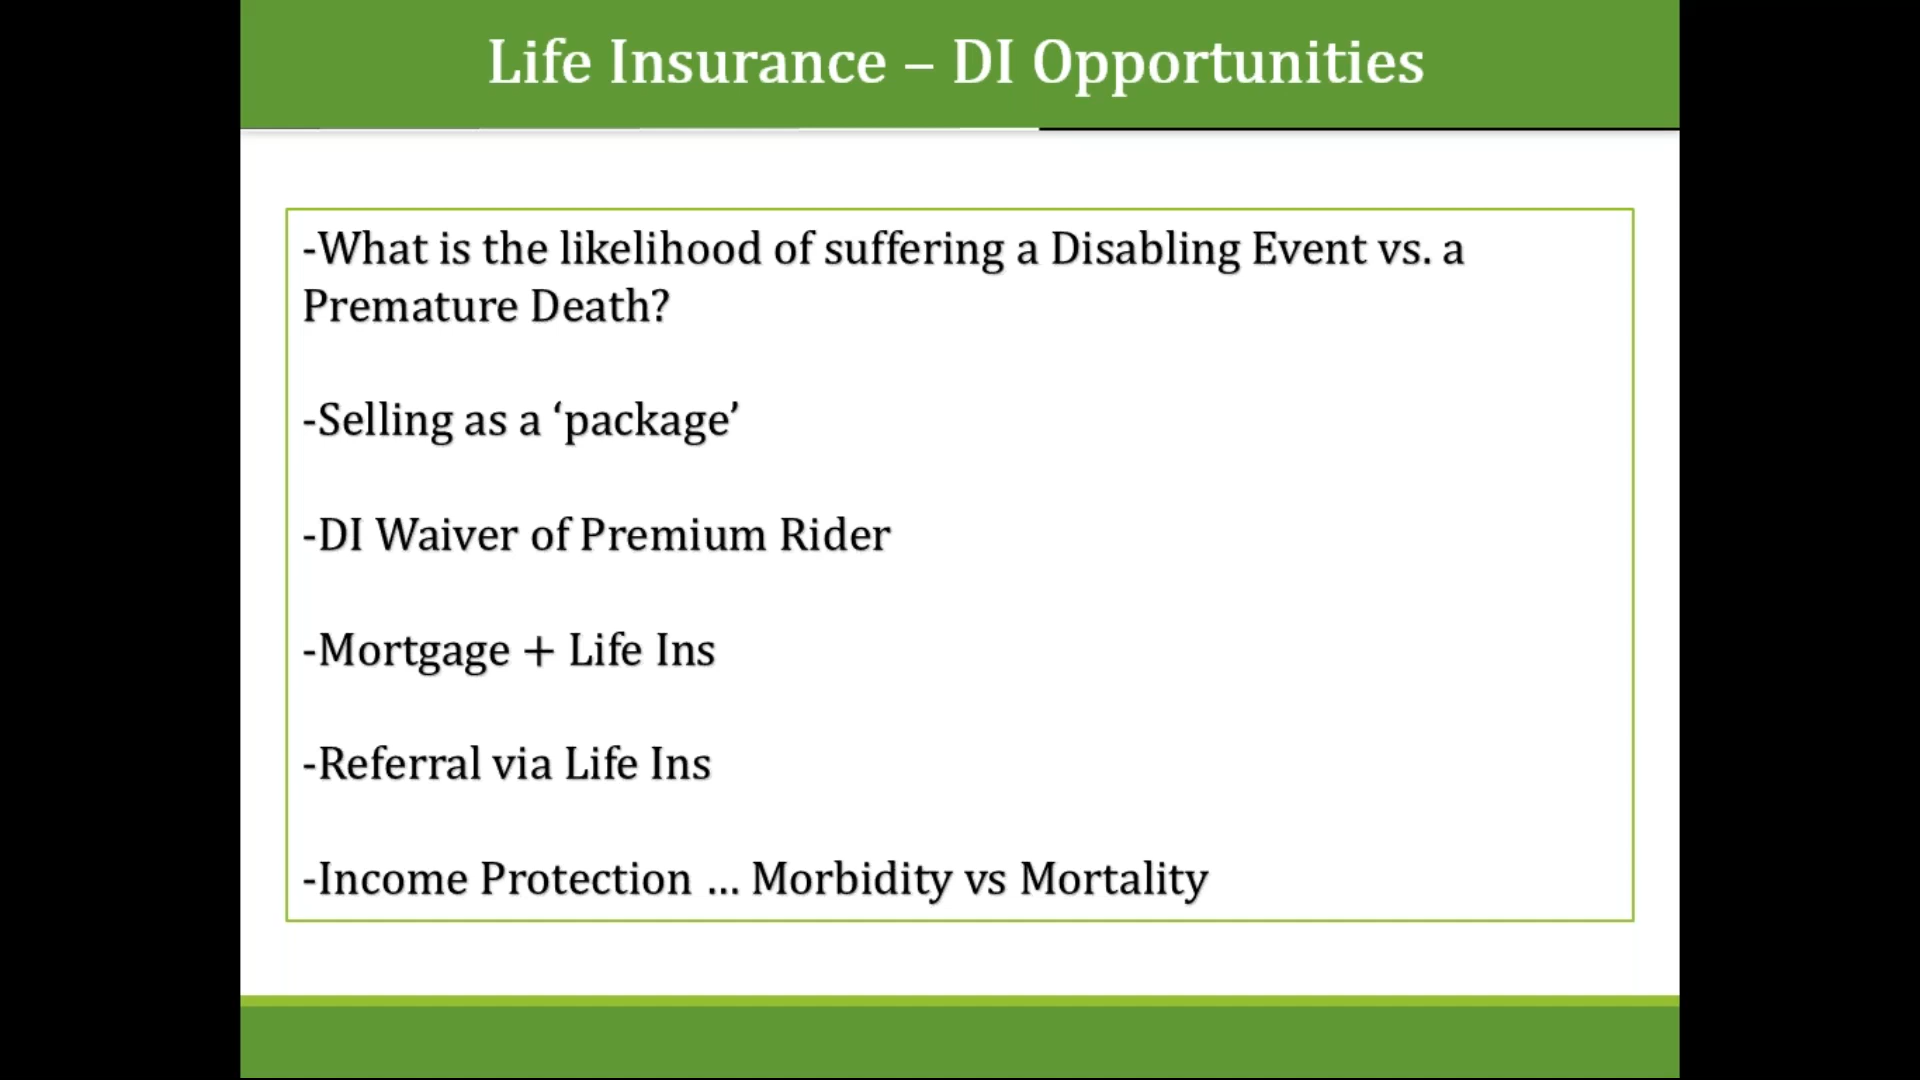 Life Insurance – DI Opportunities
-What is the likelihood of suffering a Disabling Event vs. a
Premature Death?
-Selling as a ‘package’
-DI Waiver of Premium Rider
-Mortgage + Life Ins
-Referral via Life Ins
-Income Protection … Morbidity vs Mortality